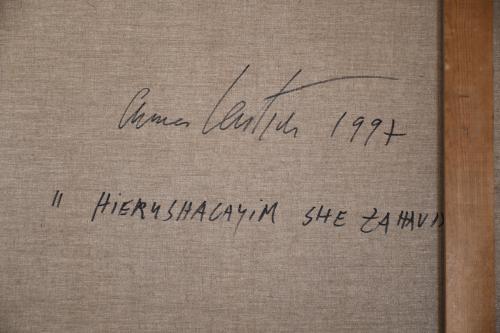 1997
" HIERUSHALAYIM SHE ZAHAV"